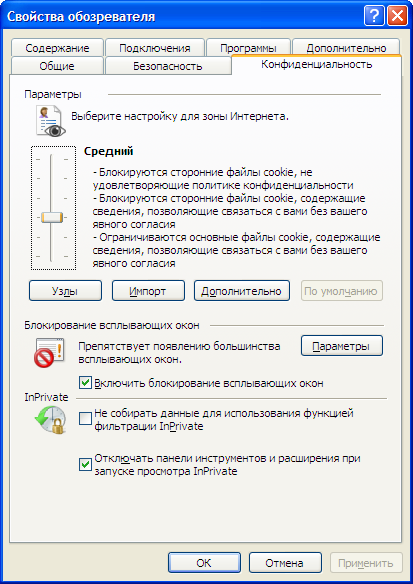 Свойства обозревателя
Содержание Подключения Программы Дополнительно
Общие Безопасность Конфиденциальность
Параметры
Выберите настройку для зоны Интернета.
Средний
- Блокируются сторонние файлы cookie, не
удовлетворяющие политике конфиденциальности
- Блокируются сторонние файлы cookie, содержащие
сведения, позволяющие связаться с вами без вашего
явного согласия
- Ограничиваются основные файлы cookie, содержащие
сведения, позволяющие связаться с вами без вашего
явного согласия
Узлы Импорт Дополнительно По умолчанию
Блокирование всплывающих окон
Препятствует появлению большинства
всплывающих окон.
Параметры
Включить блокирование всплывающих окон
InPrivate
Не собирать данные для использования функцией
фильтрации InPrivate
Отключать панели инструментов и расширения при
запуске просмотра InPrivate
ОК Отмена Применить